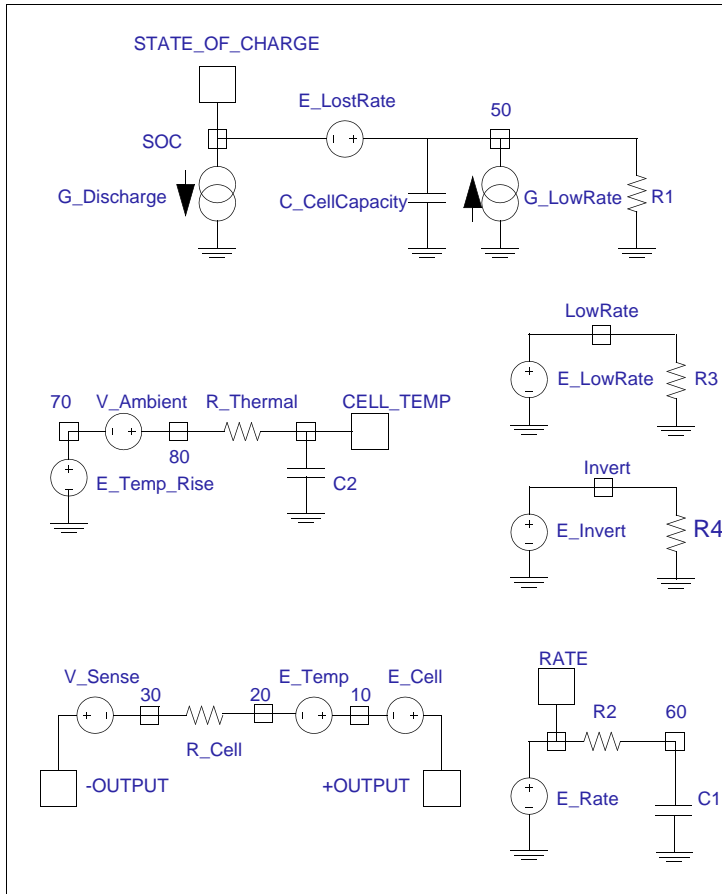 STATE_OF_CHARGE
E_LostRate
50
SOC
G_Discharge
C_CellCapacity
G_LowRate
R1
LowRate
E_LowRate
R3
70
V_Ambient
R_Thermal
CELL_TEMP
80
E_Temp_Rise
C2
Invert
E_Invert
R4
V_Sense
30
20
E_Temp
10
E_Cell
R_Cell
-OUTPUT
+OUTPUT
RATE
R2
60
E_Rate
C1